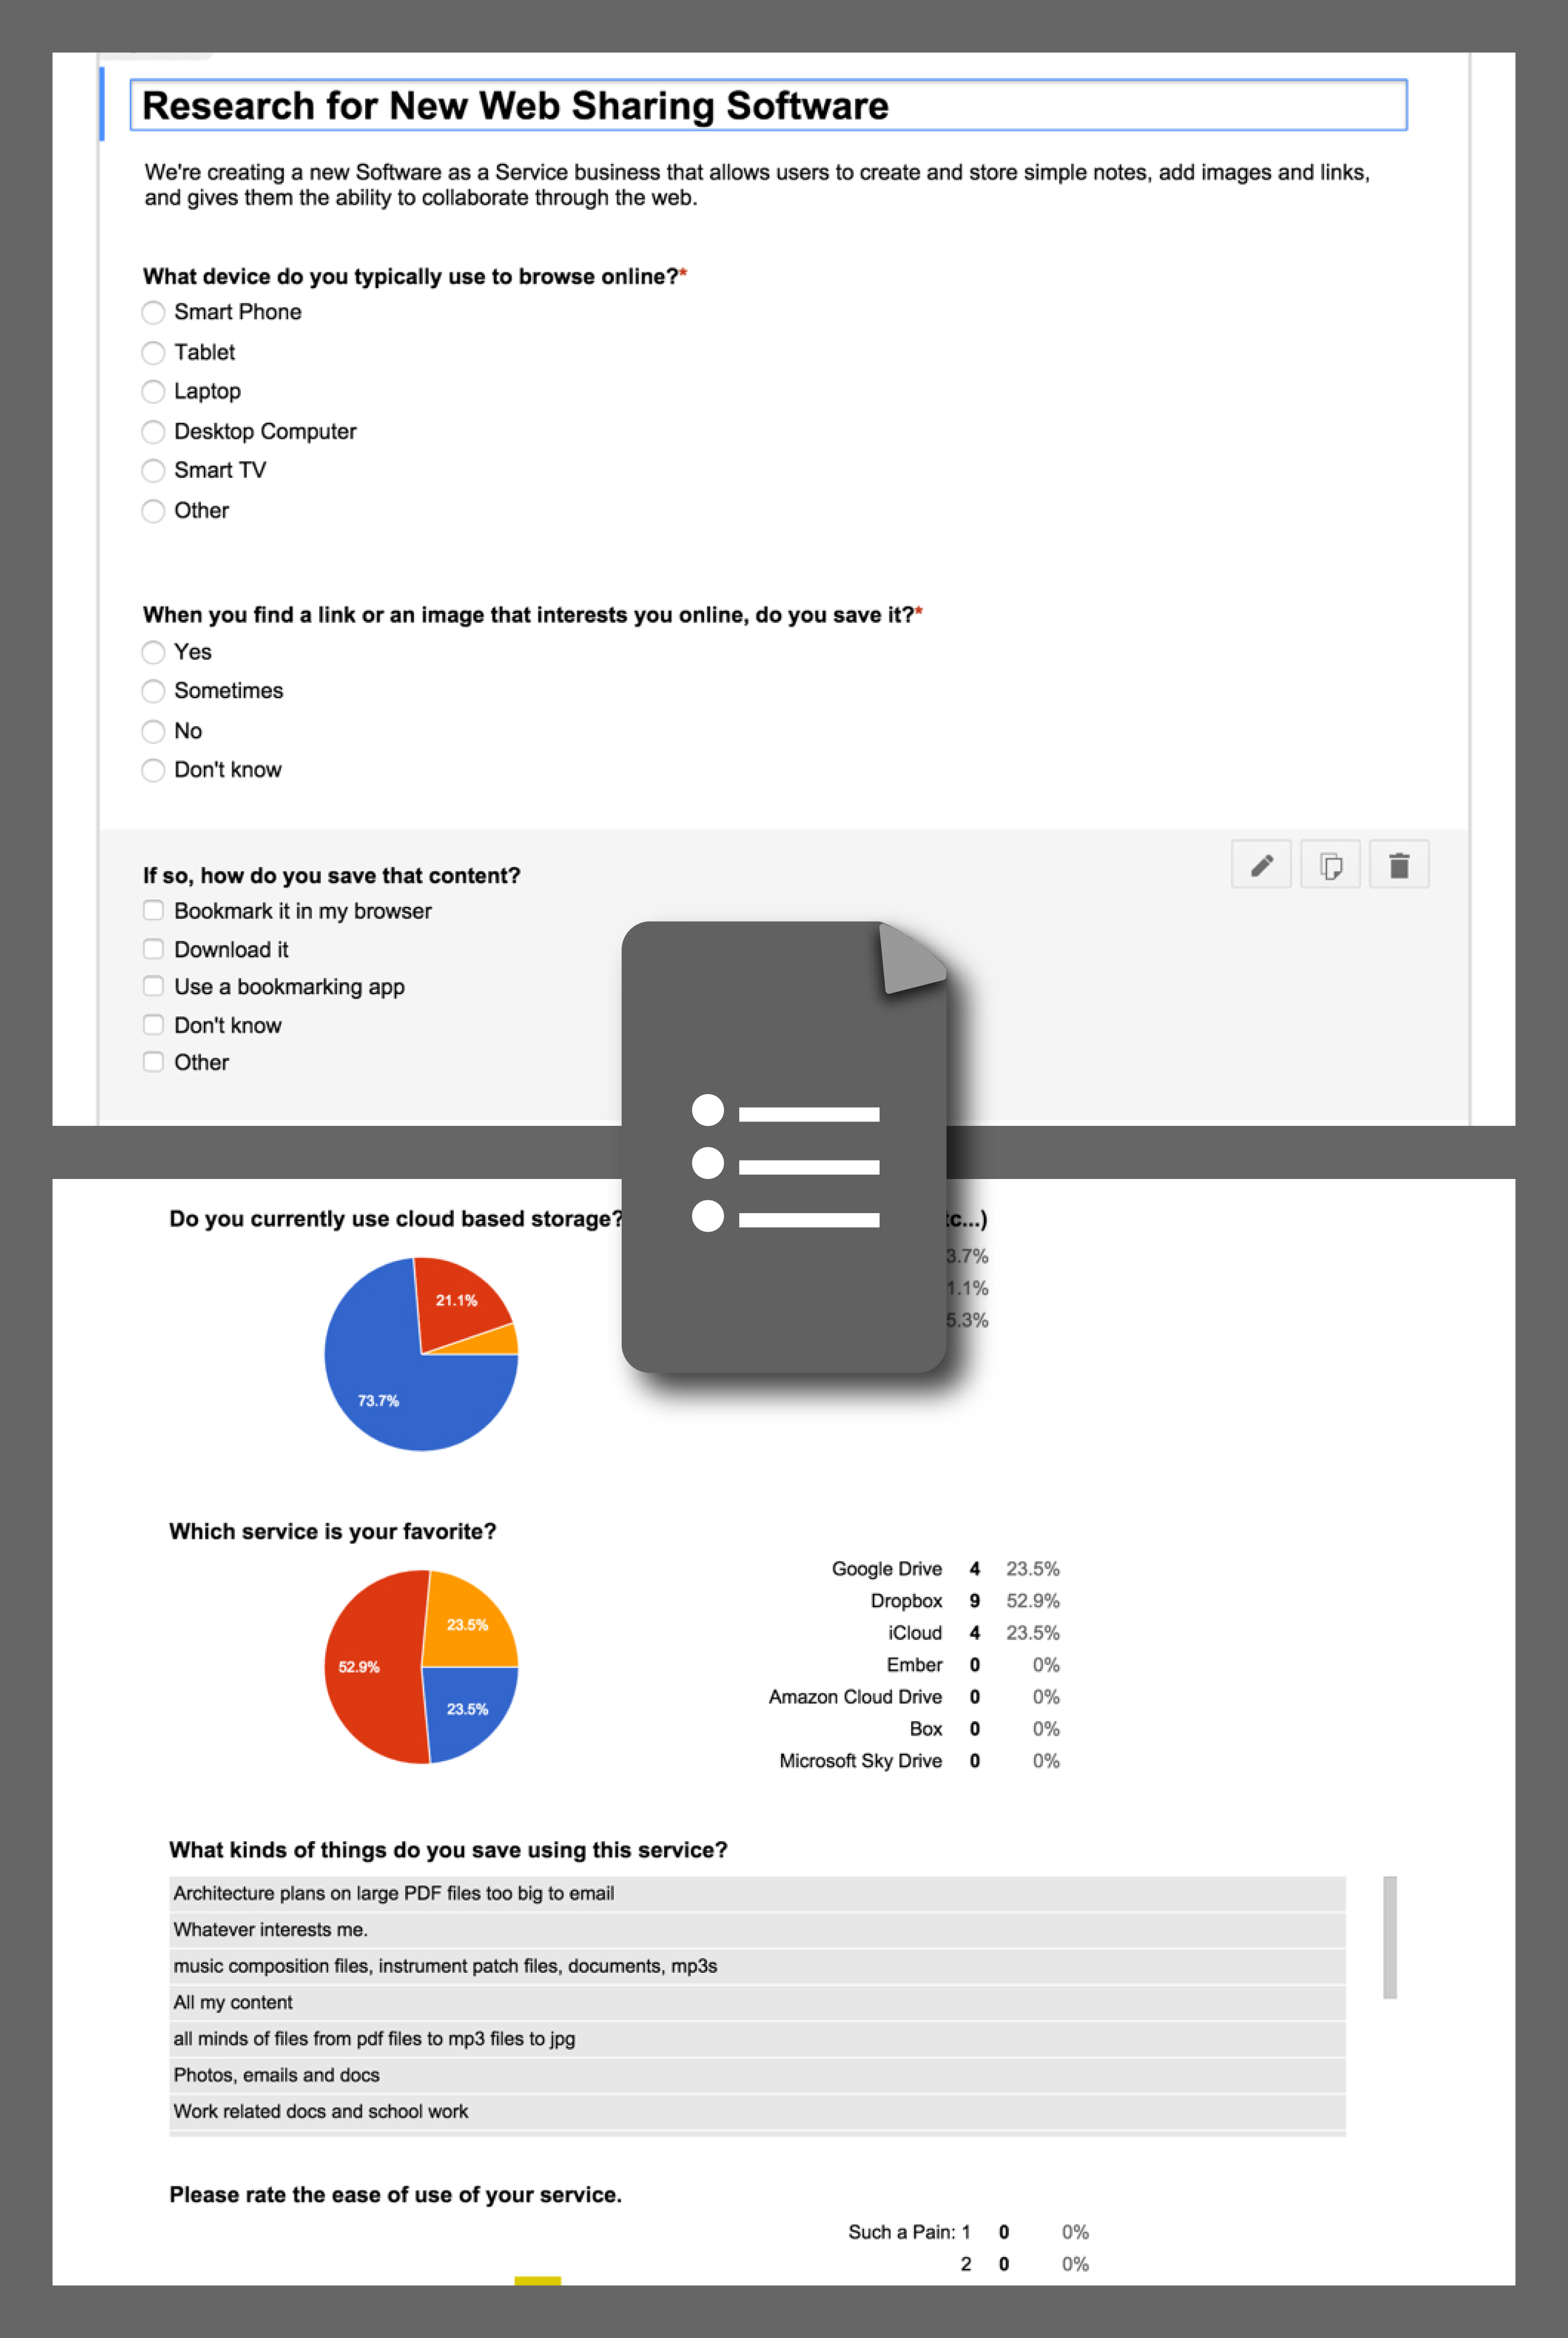 Research for New Web Sharing Software
We're creating a new Software as a Service business that allows users to create and store simple notes, add images and links,
and gives them the ability to collaborate through the web.
What device do you typically use to browse online?*
Smart Phone
Tablet
Laptop
Desktop Computer
Smart TV
Other
When you find a link or an image that interests you online, do you save it?*
Yes
Sometimes
No
Don't know
If so, how do you save that content?
Bookmark it in my browser
Download it
Use a bookmarking app
Don't know
Other
Do you currently use cloud based storage?
21.1%
73.7%
5.3%
Which service is your favorite?
23.5%
52.9%
23.5%
Google Drive 4 23.5%
Dropbox 9 52.9%
iCloud 4 23.5%
Ember 0 0%
Amazon Cloud Drive 0 0%
Box 0 0%
Microsoft Sky Drive 0 0%
What kinds of things do you save using this service?
Architecture plans on large PDF files too big to email
Whatever interests me.
music composition files, instrument patch files, documents, mp3s
All my content
all minds of files from pdf files to mp3 files to jpg
Photos, emails and docs
Work related docs and school work
Please rate the ease of use of your service.
Such a Pain: 1 0 0%
2 0 0%